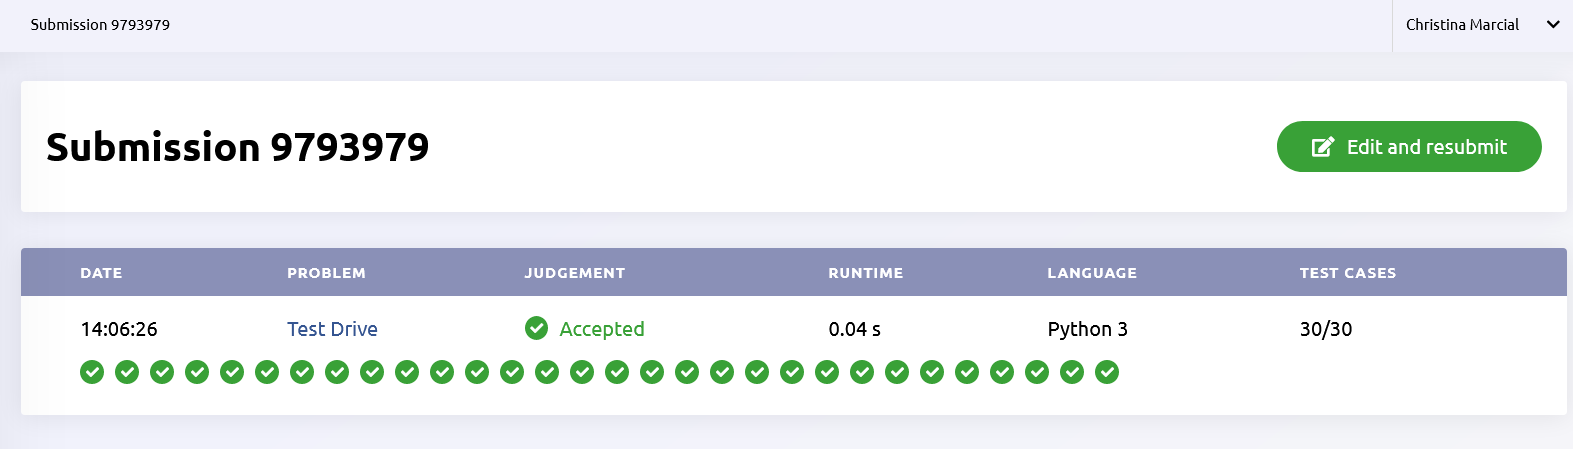 Submission 9793979
Christina Marcial
Submission 9793979
Edit and resubmit
DATE PROBLEM JUDGEMENT RUNTIME LANGUAGE TEST CASES
14:06:26 Test Drive Accepted 0.04 s Python 3 30/30